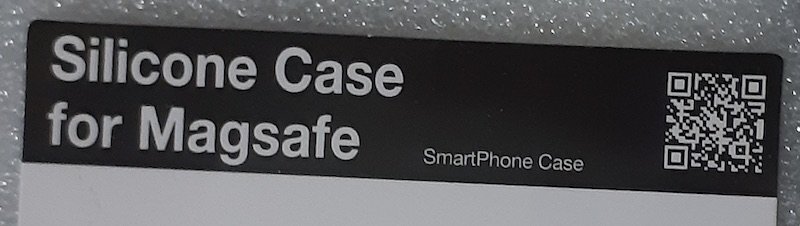 Silicone Case
for Magsafe
SmartPhone Case